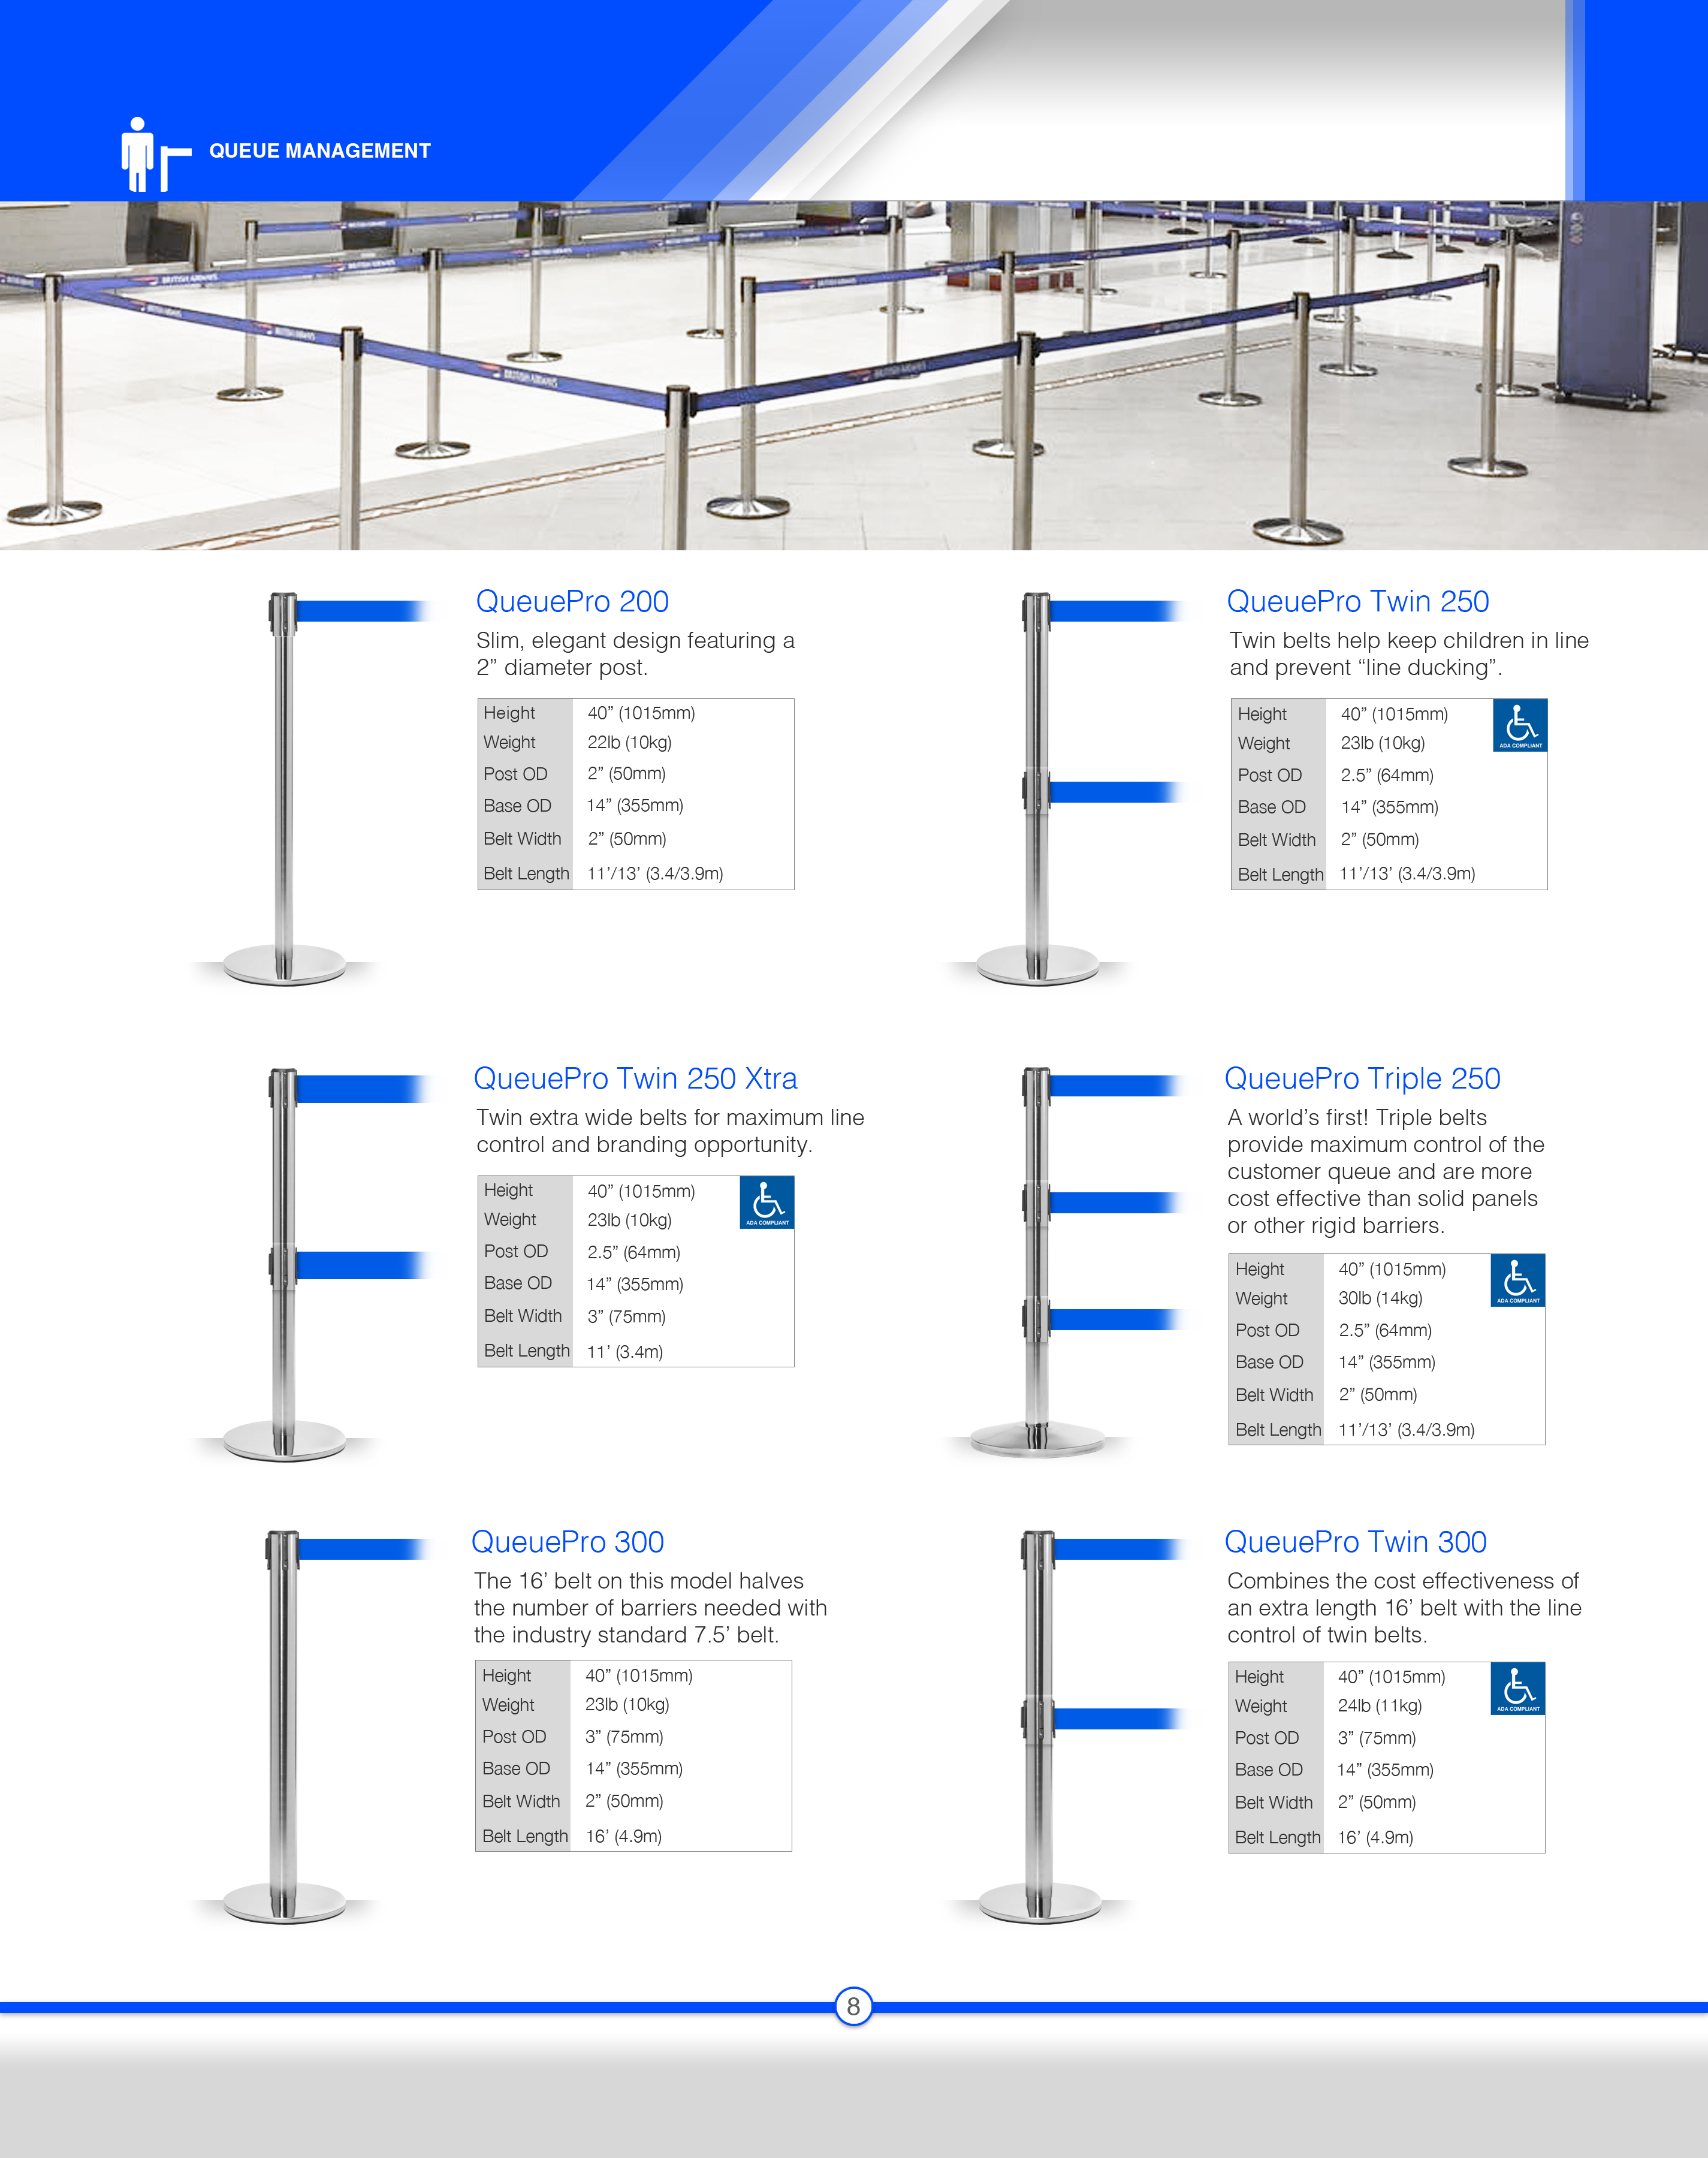 QUEUE MANAGEMENT
BRITISH AIRWAYS
QueuePro 200
Slim, elegant design featuring a
2” diameter post.
Height 40” (1015mm)
Weight 22lb (10kg)
Post OD 2” (50mm)
Base OD 14” (355mm)
Belt Width 2” (50mm)
Belt Length 11’/13’ (3.4/3.9m)
QueuePro Twin 250
Twin belts help keep children in line
and prevent “line ducking”.
Height 40” (1015mm)
Weight 23lb (10kg)
Post OD 2.5” (64mm)
Base OD 14” (355mm)
Belt Width 2” (50mm)
Belt Length 11’/13’ (3.4/3.9m)
ADA COMPLIANT
QueuePro Twin 250 Xtra
Twin extra wide belts for maximum line
control and branding opportunity.
Height 40” (1015mm)
Weight 23lb (10kg)
Post OD 2.5” (64mm)
Base OD 14” (355mm)
Belt Width 3” (75mm)
Belt Length 11’ (3.4m)
ADA COMPLIANT
QueuePro Triple 250
A world’s first! Triple belts
provide maximum control of the
customer queue and are more
cost effective than solid panels
or other rigid barriers.
Height 40” (1015mm)
Weight 30lb (14kg)
Post OD 2.5” (64mm)
Base OD 14” (355mm)
Belt Width 2” (50mm)
Belt Length 11’/13’ (3.4/3.9m)
ADA COMPLIANT
QueuePro 300
The 16’ belt on this model halves
the number of barriers needed with
the industry standard 7.5’ belt.
Height 40” (1015mm)
Weight 23lb (10kg)
Post OD 3” (75mm)
Base OD 14” (355mm)
Belt Width 2” (50mm)
Belt Length 16’ (4.9m)
QueuePro Twin 300
Combines the cost effectiveness of
an extra length 16’ belt with the line
control of twin belts.
Height 40” (1015mm)
Weight 24lb (11kg)
Post OD 3” (75mm)
Base OD 14” (355mm)
Belt Width 2” (50mm)
Belt Length 16’ (4.9m)
ADA COMPLIANT
8